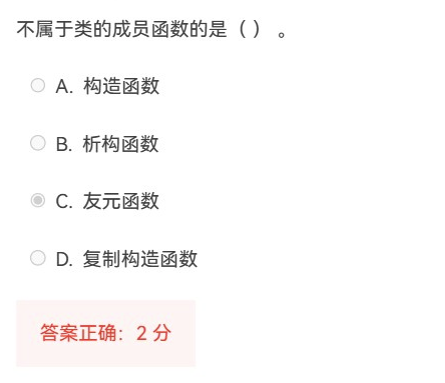 不属于类的成员函数的是（ ） 。
A. 构造函数
B. 析构函数
C. 友元函数
D. 复制构造函数
答案正确：2 分